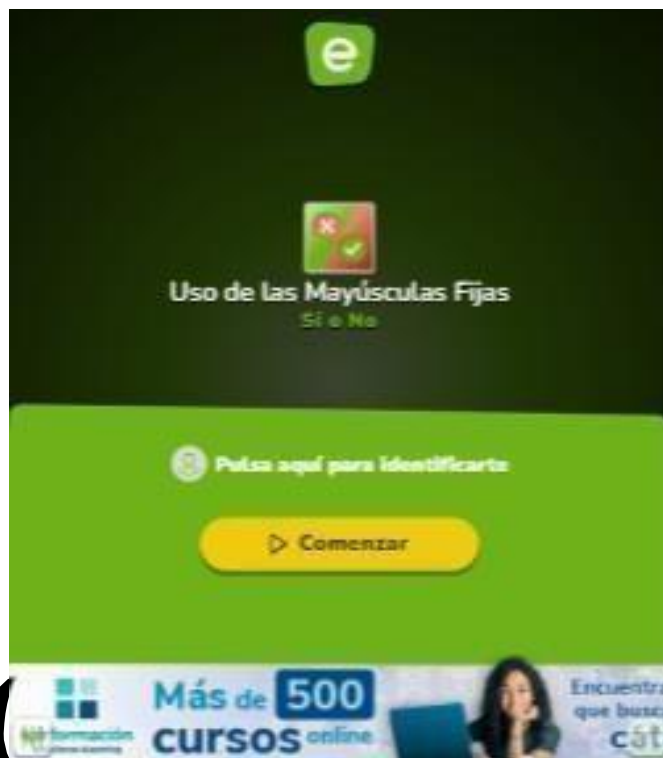 e
Uso de las Mayúsculas Fijas
Sí o No
Pulsa aquí para identificarte
Comenzar
Más de 500
cursos online
formación
Encuentra
que busc
cát